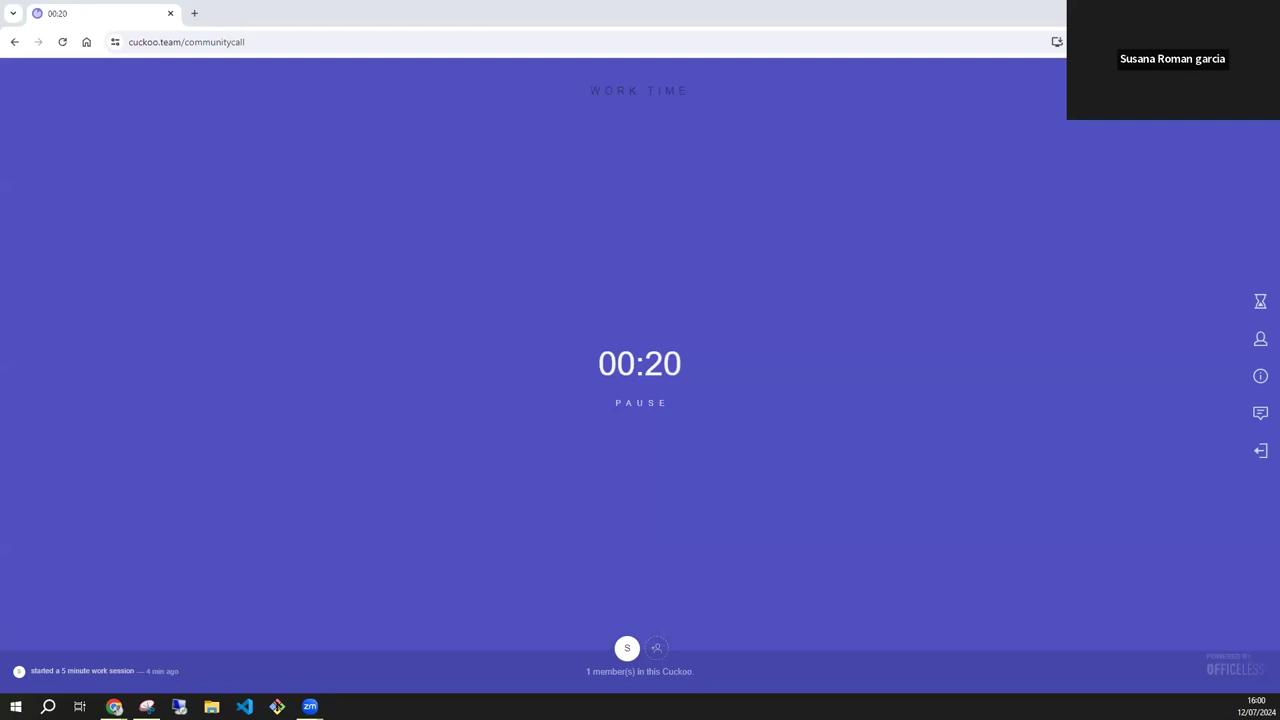 00:20
cuckoo.team/communitycall
Susana Roman garcia
WORK TIME
00:20
PAUSE
S
S started a 5 minute work session — 4 min ago
1 member(s) in this Cuckoo.
POWERED BY
OFFICELESS
zm
16:00
12/07/2024